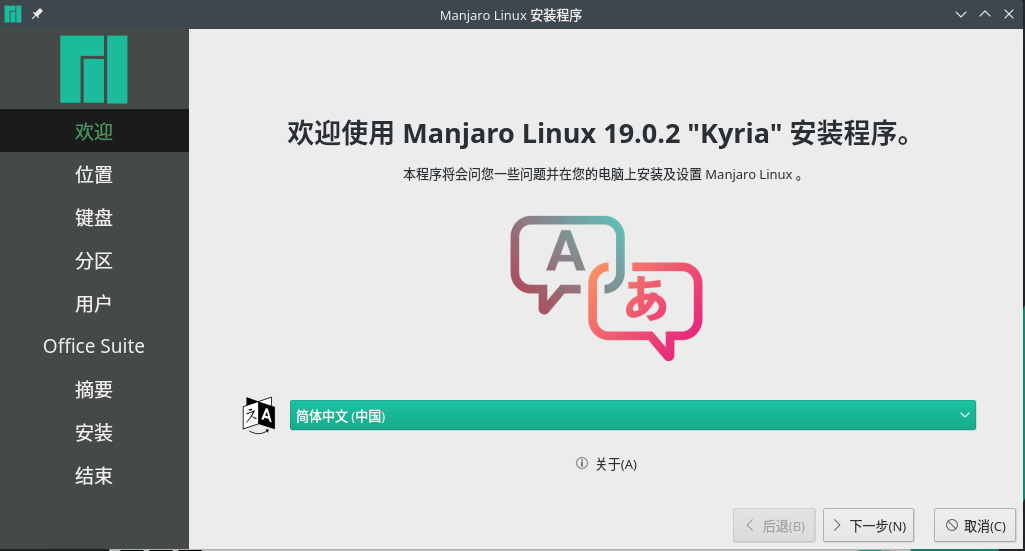 Manjaro Linux 安装程序
欢迎
位置
键盘
分区
用户
Office Suite
摘要
安装
结束
欢迎使用 Manjaro Linux 19.0.2 "Kyria" 安装程序。
本程序将会问您一些问题并在您的电脑上安装及设置 Manjaro Linux 。
A
あ
简体中文 (中国)
关于(A)
后退(B)
下一步(N)
取消(C)